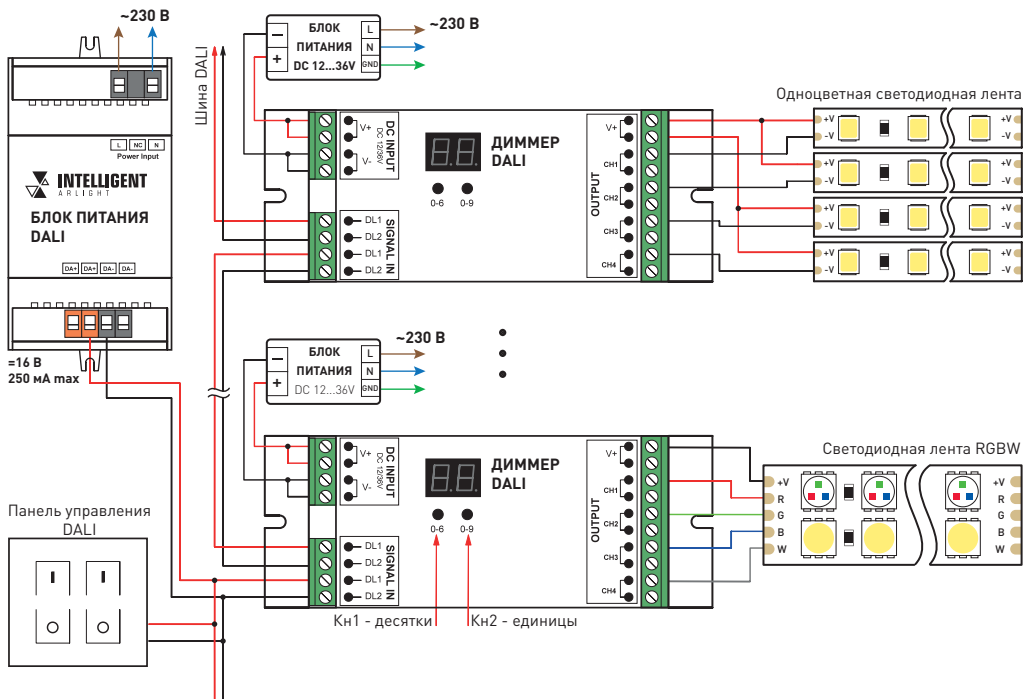 ~230 В
L NC N
Power Input
INTELLIGENT
ARLIGHT
БЛОК ПИТАНИЯ
DALI
DA+ DA+ DA- DA-
=16 В
250 мА max
Панель управления
DALI
I I
O O
Шина DALI
БЛОК
ПИТАНИЯ
DC 12...36V
− +
L
N
GND
~230 В
V+
V-
DC INPUT
DC 12/36V
DL1
DL2
DL1
DL2
SIGNAL IN
8.8.
0-6 0-9
ДИММЕР
DALI
OUTPUT
V+
CH1
CH2
CH3
CH4
Одноцветная светодиодная лента
+V +V
-V -V
+V +V
-V -V
+V +V
-V -V
+V +V
-V -V
БЛОК
ПИТАНИЯ
DC 12...36V
− +
L
N
GND
~230 В
V+
V-
DC INPUT
DC 12/36V
DL1
DL2
DL1
DL2
SIGNAL IN
8.8.
0-6 0-9
ДИММЕР
DALI
OUTPUT
V+
CH1
CH2
CH3
CH4
Кн1 - десятки
Кн2 - единицы
Светодиодная лента RGBW
+V +V
R R
G G
B B
W W